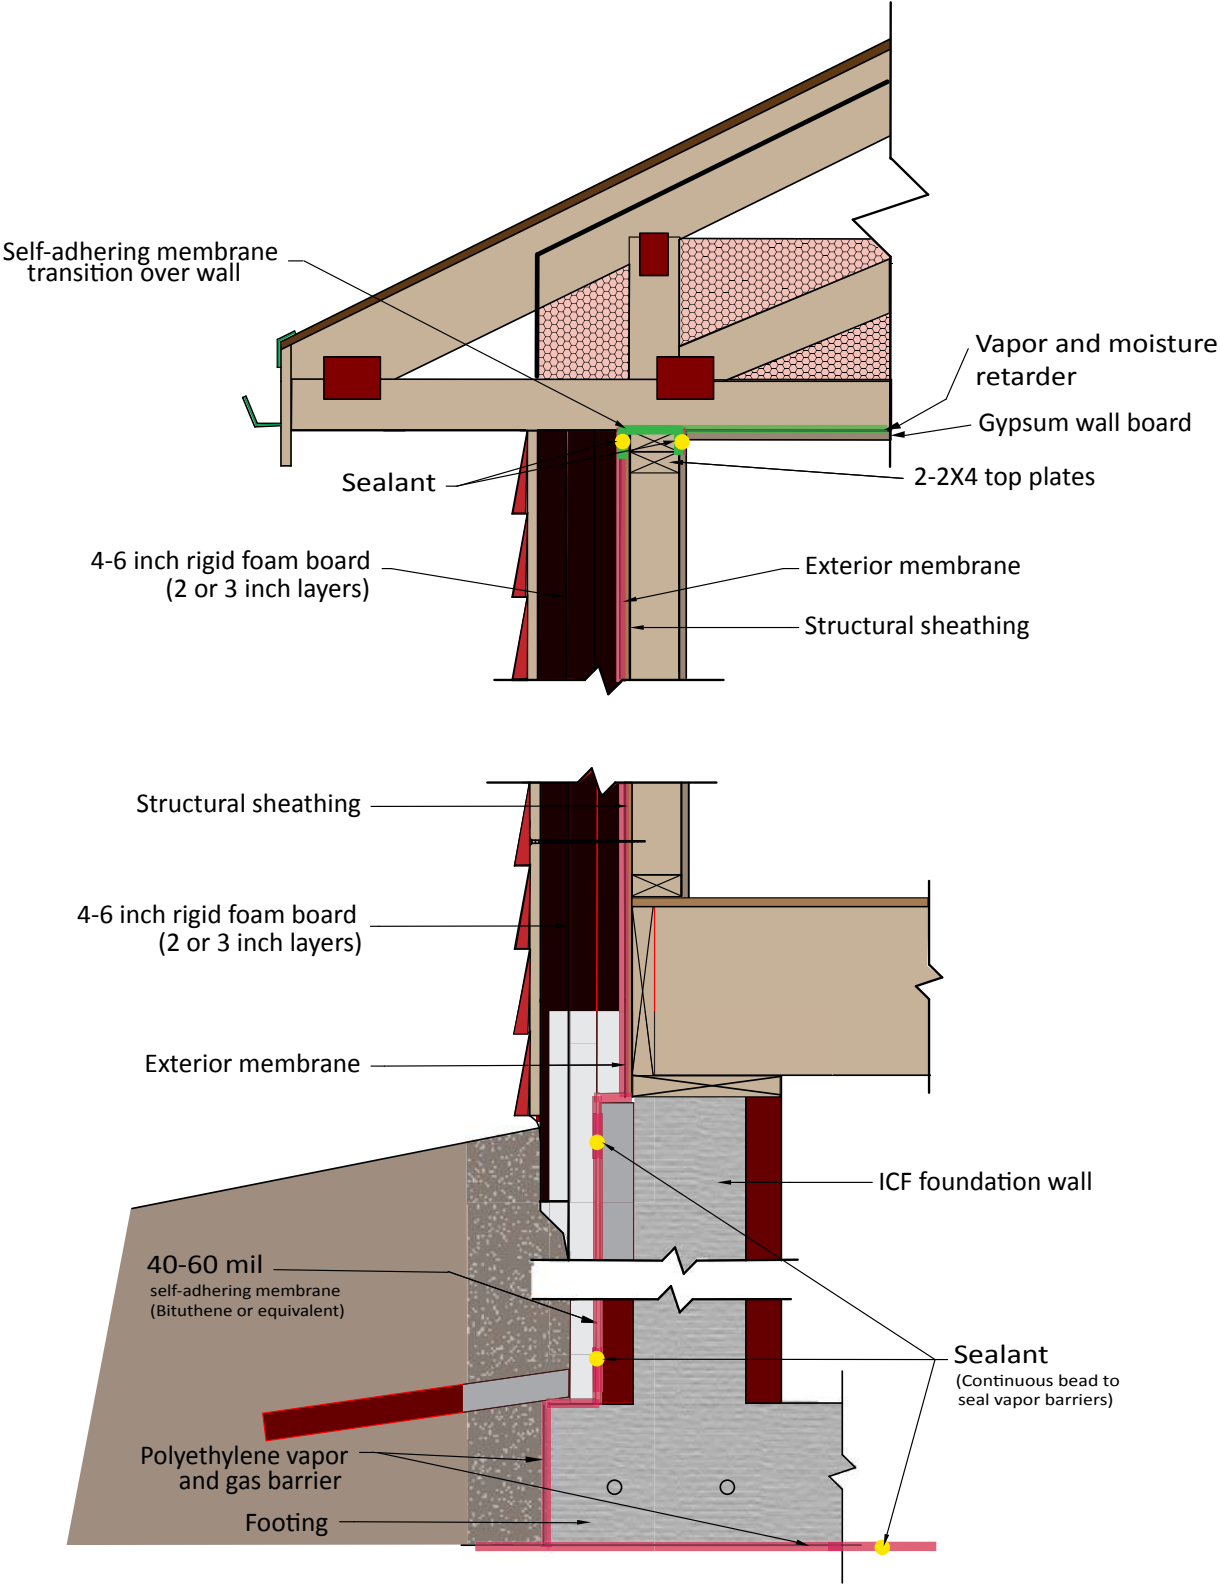 Self-adhering membrane
transition over wall
Vapor and moisture
retarder
Gypsum wall board
Sealant
2-2X4 top plates
4-6 inch rigid foam board
(2 or 3 inch layers)
Exterior membrane
Structural sheathing
Structural sheathing
4-6 inch rigid foam board
(2 or 3 inch layers)
Exterior membrane
ICF foundation wall
40-60 mil
self-adhering membrane
(Bituthene or equivalent)
Sealant
(Continuous bead to
seal vapor barriers)
Polyethylene vapor
and gas barrier
Footing